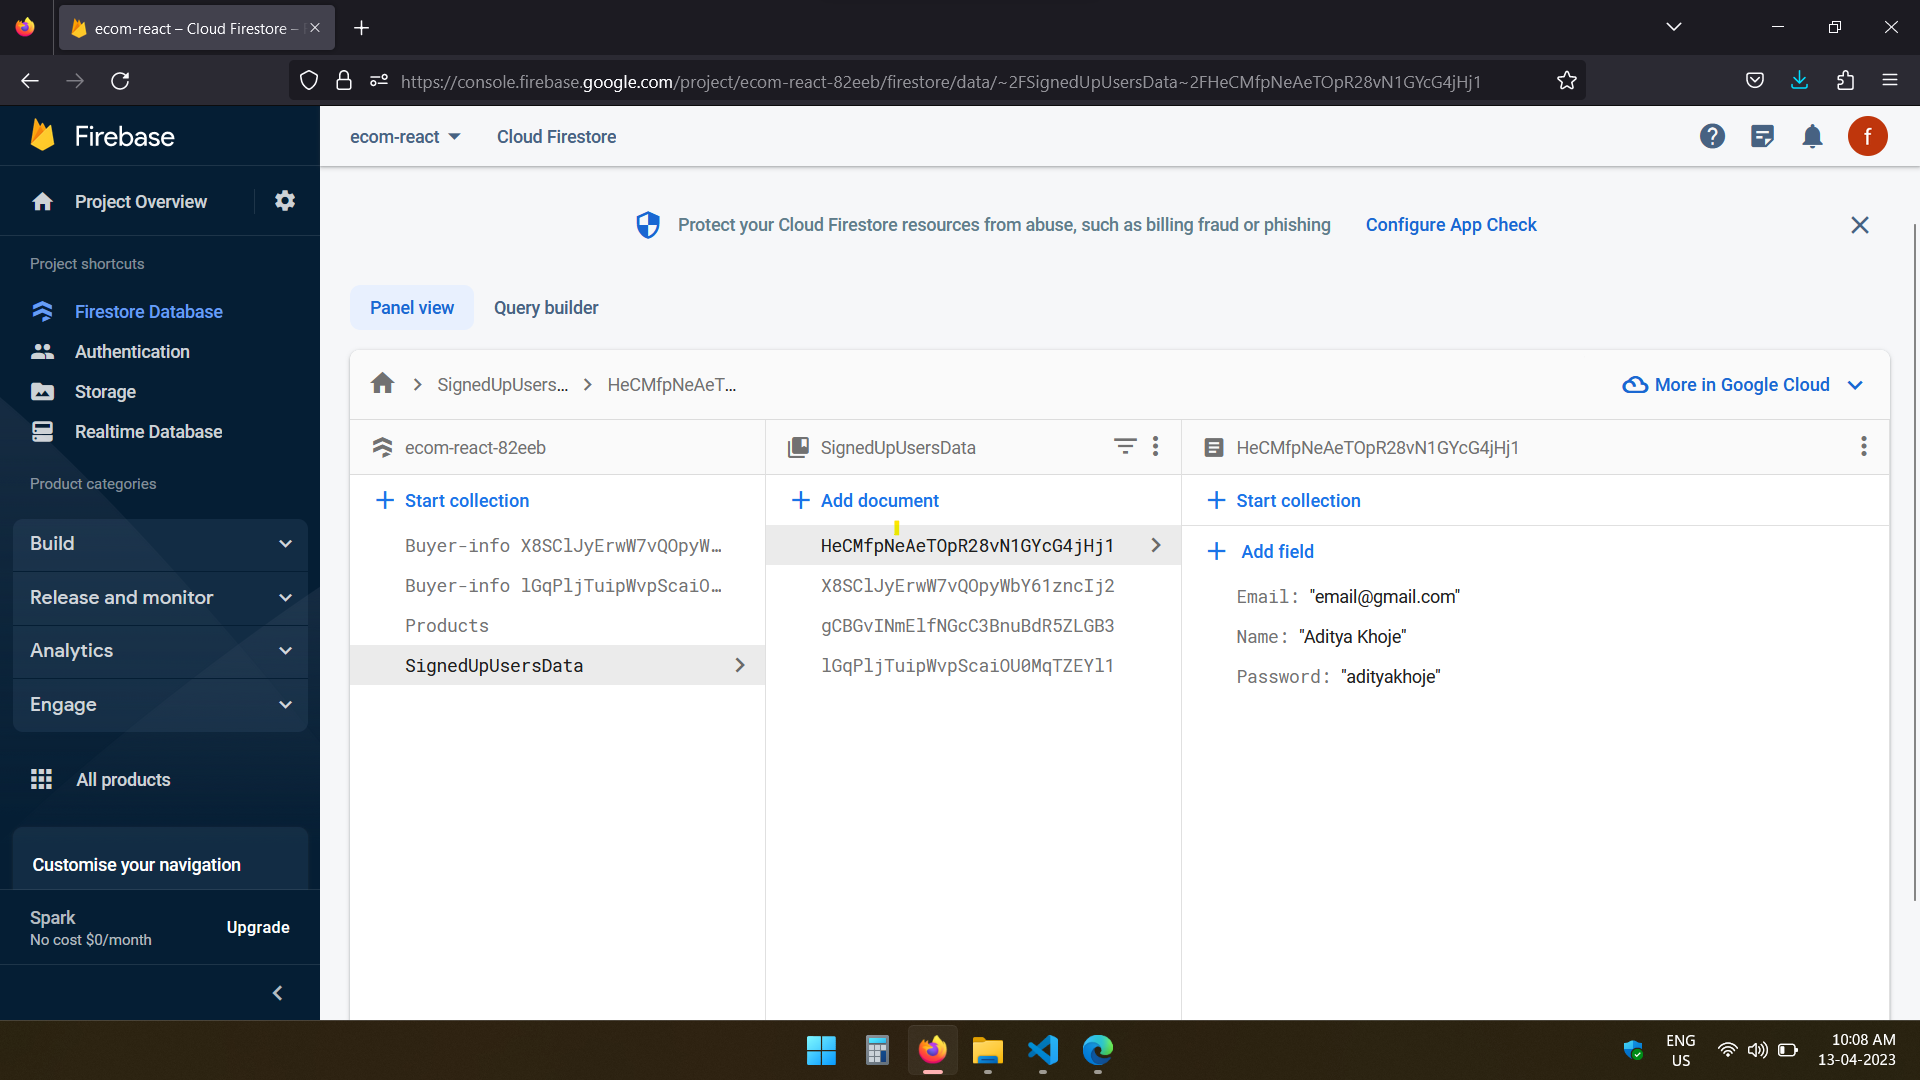 ecom-react – Cloud Firestore –
https://console.firebase.google.com/project/ecom-react-82eeb/firestore/data/~2FSignedUpUsersData~2FHeCMfpNeAeTOpR28vN1GYcG4jHj1
Firebase
ecom-react
Cloud Firestore
f
Project Overview
Protect your Cloud Firestore resources from abuse, such as billing fraud or phishing
Configure App Check
Project shortcuts
Firestore Database
Authentication
Storage
Realtime Database
Product categories
Build
Release and monitor
Analytics
Engage
All products
Customise your navigation
Spark
No cost $0/month
Upgrade
Panel view
Query builder
SignedUpUsers...
HeCMfpNeAeT...
More in Google Cloud
ecom-react-82eeb
Start collection
Buyer-info X8SClJyErwW7vQOpyW…
Buyer-info lGqPljTuipWvpScaiO…
Products
SignedUpUsersData
SignedUpUsersData
Add document
HeCMfpNeAeTOpR28vN1GYcG4jHj1
X8SClJyErwW7vQOpyWbY61zncIj2
gCBGvINmElfNGcC3BnuBdR5ZLGB3
lGqPljTuipWvpScaiOU0MqTZEYl1
HeCMfpNeAeTOpR28vN1GYcG4jHj1
Start collection
Add field
Email: "email@gmail.com"
Name: "Aditya Khoje"
Password: "adityakhoje"
ENG
US
10:08 AM
13-04-2023